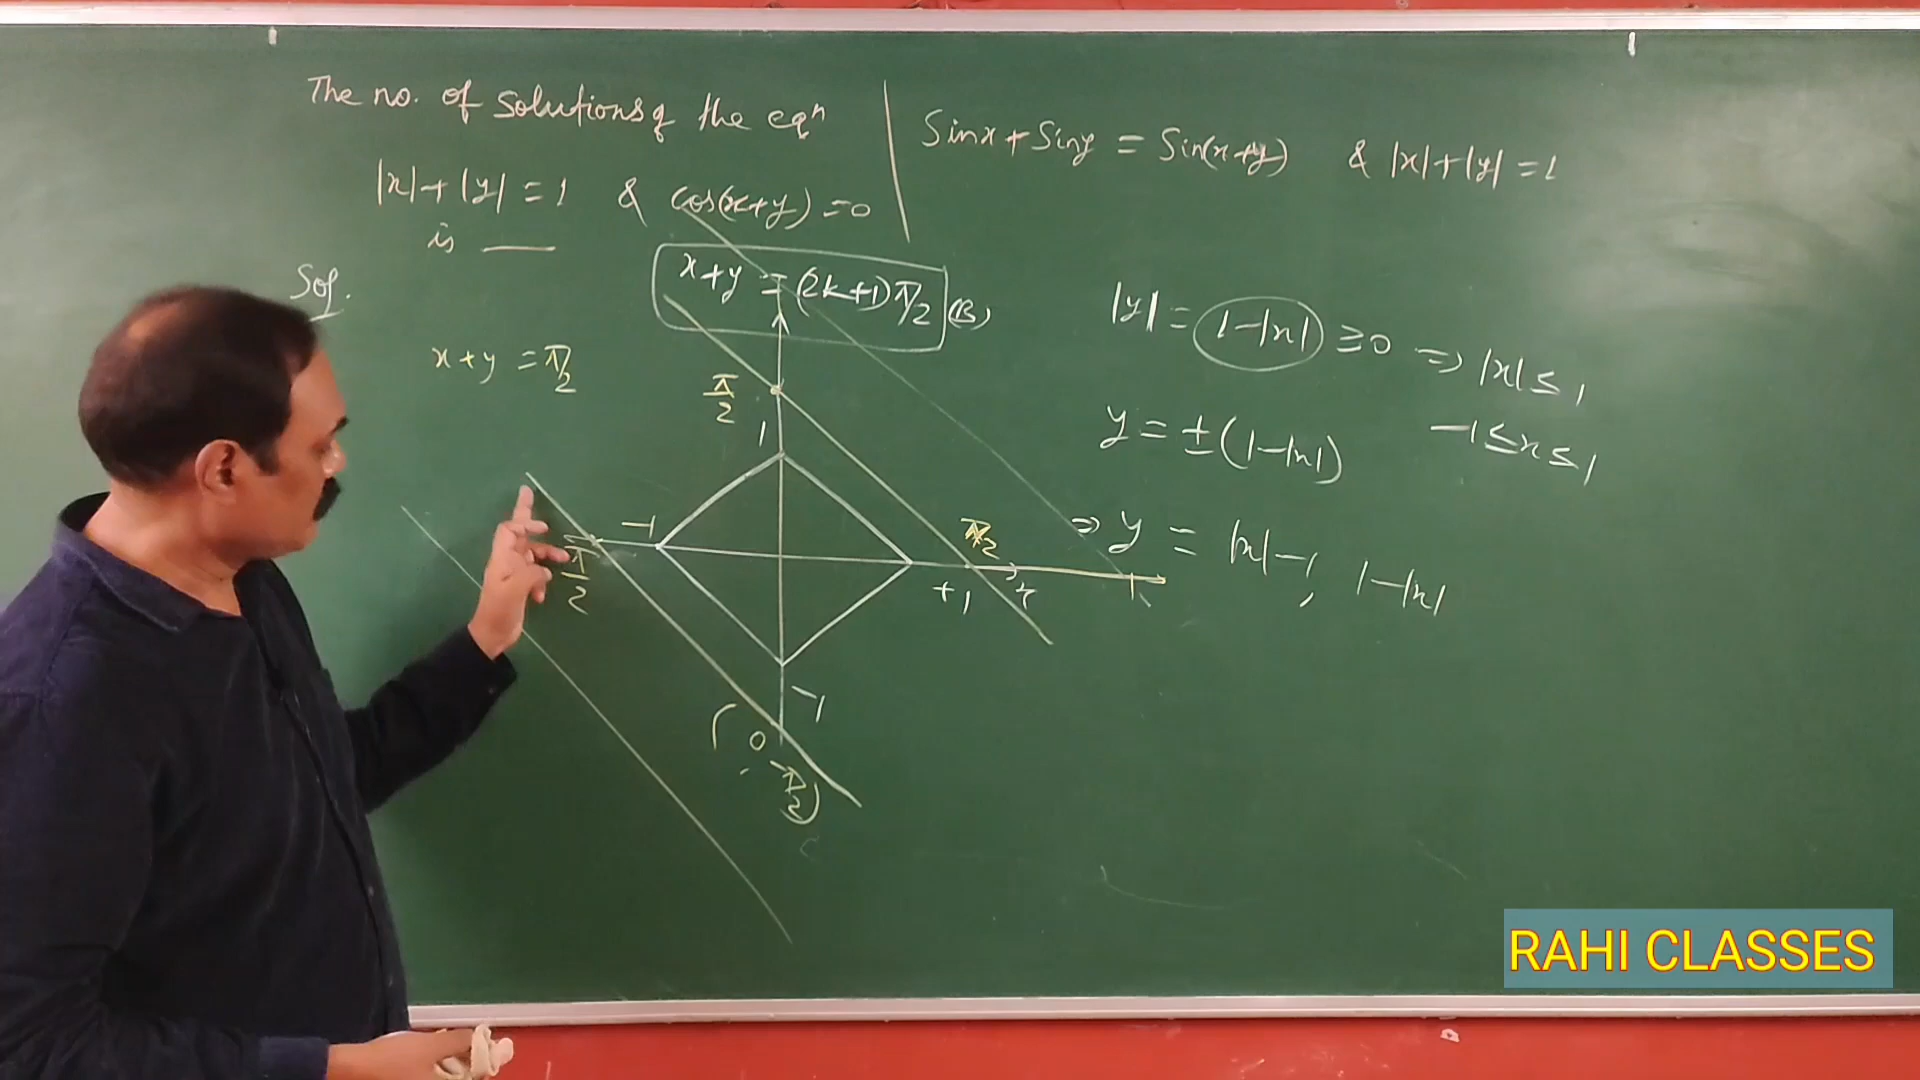 The no. of Solutions of the eqⁿ
|x|+|y|=1 & cos(x+y)=0
is ___
Sinx+Siny = Sin(x+y) & |x|+|y|=1
Sol.
x+y = (2k+1)π/2 (B)
x+y = π/2
|y| = 1-|x| ≥0 ⇒ |x| ≤ 1
y = ±(1-|x|) -1 ≤ x ≤ 1
⇒ y = |x|-1, 1-|x|
π/2
1
-1
π/2
π/2
+1
-1
(0, -π/2)
RAHI CLASSES